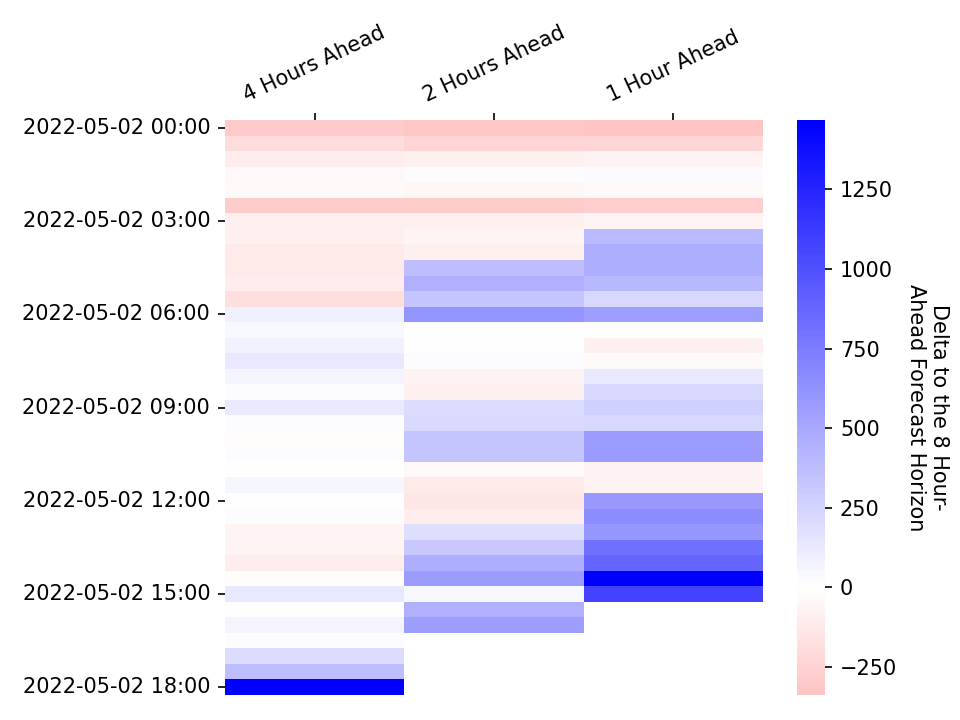 4 Hours Ahead
2 Hours Ahead
1 Hour Ahead
2022-05-02 00:00
2022-05-02 03:00
2022-05-02 06:00
2022-05-02 09:00
2022-05-02 12:00
2022-05-02 15:00
2022-05-02 18:00
1250
1000
750
500
250
0
−250
Delta to the 8 Hour-
Ahead Forecast Horizon